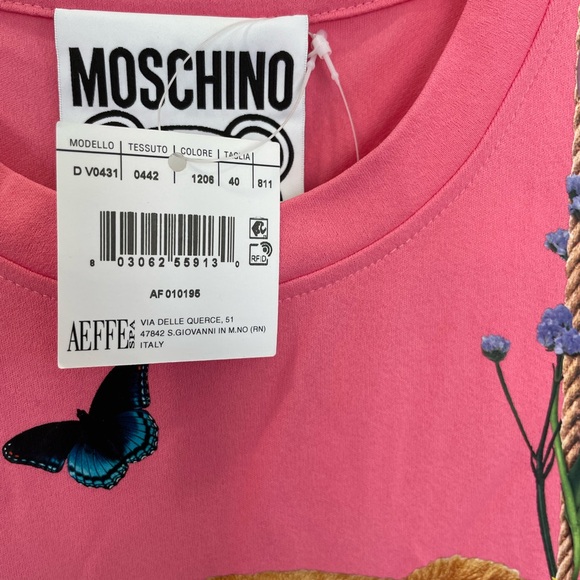 MOSCHINO
MODELLO TESSUTO COLORE TAGLIA
D V0431 0442 1206 40 811
8 03062 55913 0
RFID
AF 010195
AEFFE SPA
VIA DELLE QUERCE, 51
47842 S.GIOVANNI IN M.NO (RN)
ITALY